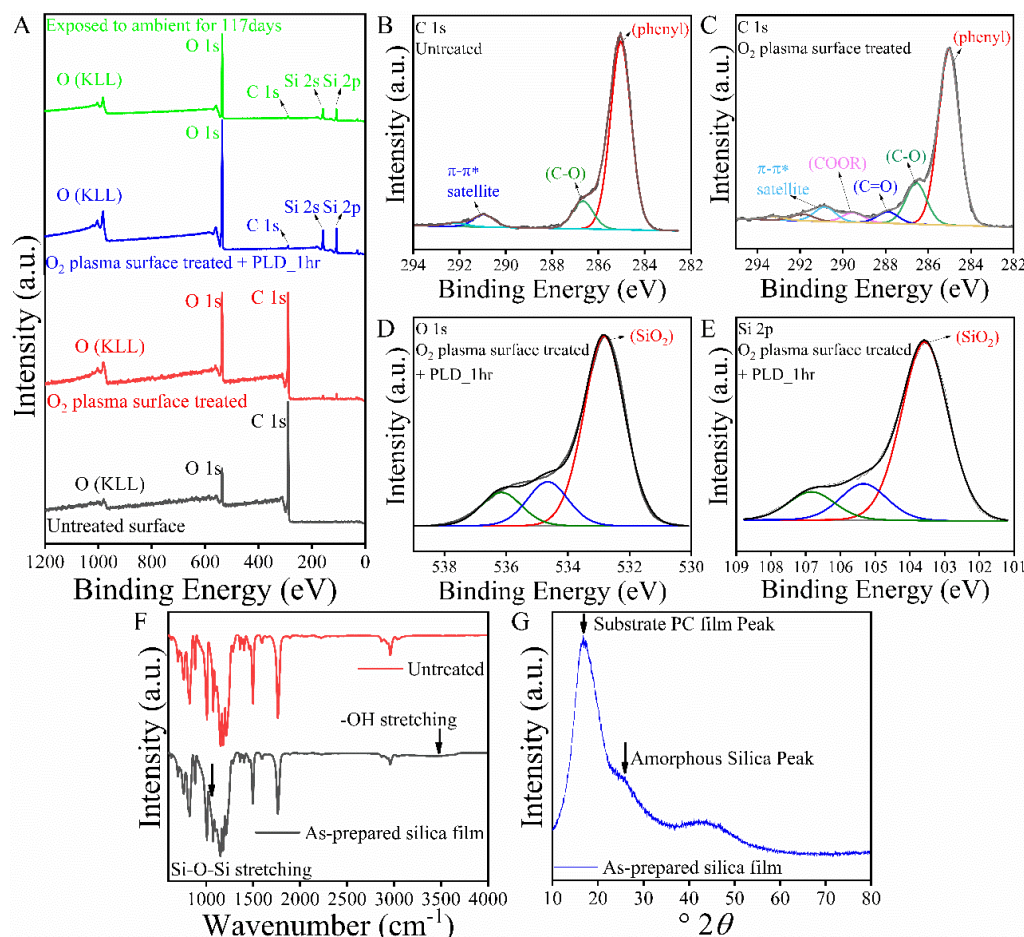 A
Exposed to ambient for 117days
O 1s
O (KLL)
C 1s
Si 2s
Si 2p
O 1s
O (KLL)
C 1s
Si 2s
Si 2p
O₂ plasma surface treated + PLD_1hr
O 1s
C 1s
O (KLL)
O₂ plasma surface treated
C 1s
O 1s
O (KLL)
Untreated surface
Intensity (a.u.)
1200 1000 800 600 400 200 0
Binding Energy (eV)
B
C 1s
Untreated
(phenyl)
π-π*
satellite
(C-O)
Intensity (a.u.)
294 292 290 288 286 284 282
Binding Energy (eV)
C
C 1s
O₂ plasma surface treated
(phenyl)
π-π*
satellite
(COOR)
(C=O)
(C-O)
Intensity (a.u.)
294 292 290 288 286 284 282
Binding Energy (eV)
D
O 1s
O₂ plasma surface treated
+ PLD_1hr
(SiO₂)
Intensity (a.u.)
538 536 534 532 530
Binding Energy (eV)
E
Si 2p
O₂ plasma surface treated
+ PLD_1hr
(SiO₂)
Intensity (a.u.)
109 108 107 106 105 104 103 102 101
Binding Energy (eV)
F
Untreated
-OH stretching
As-prepared silica film
Si-O-Si stretching
Intensity (a.u.)
1000 1500 2000 2500 3000 3500 4000
Wavenumber (cm⁻¹)
G
Substrate PC film Peak
Amorphous Silica Peak
As-prepared silica film
Intensity (a.u.)
10 20 30 40 50 60 70 80
° 2θ